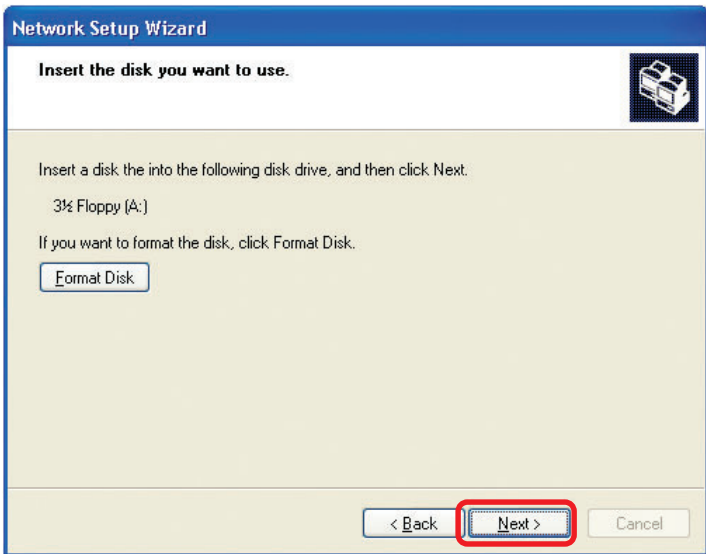 Network Setup Wizard
Insert the disk you want to use.
Insert a disk the into the following disk drive, and then click Next.
3½ Floppy (A:)
If you want to format the disk, click Format Disk.
Format Disk
< Back Next > Cancel